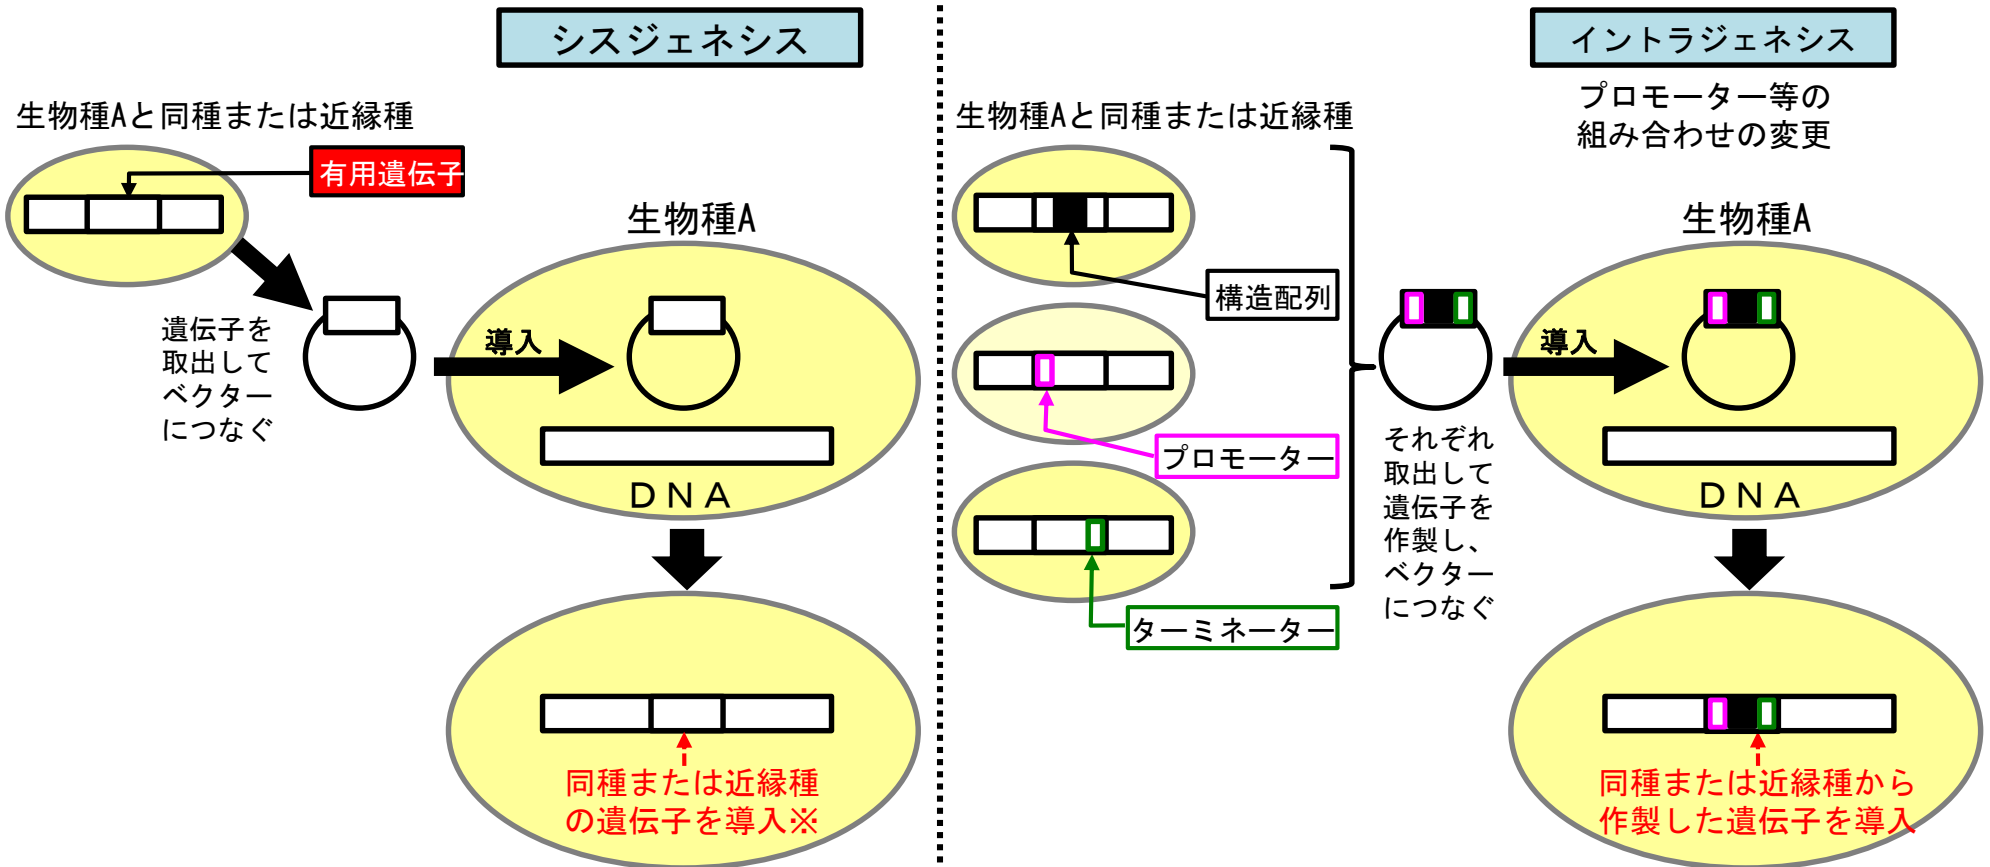 シスジェネシス
生物種Aと同種または近縁種
有用遺伝子
遺伝子を
取出して
ベクター
につなぐ
生物種A
導入
DNA
同種または近縁種
の遺伝子を導入※
イントラジェネシス
プロモーター等の
組み合わせの変更
生物種Aと同種または近縁種
構造配列
プロモーター
ターミネーター
それぞれ
取出して
遺伝子を
作製し、
ベクター
につなぐ
生物種A
導入
DNA
同種または近縁種から
作製した遺伝子を導入